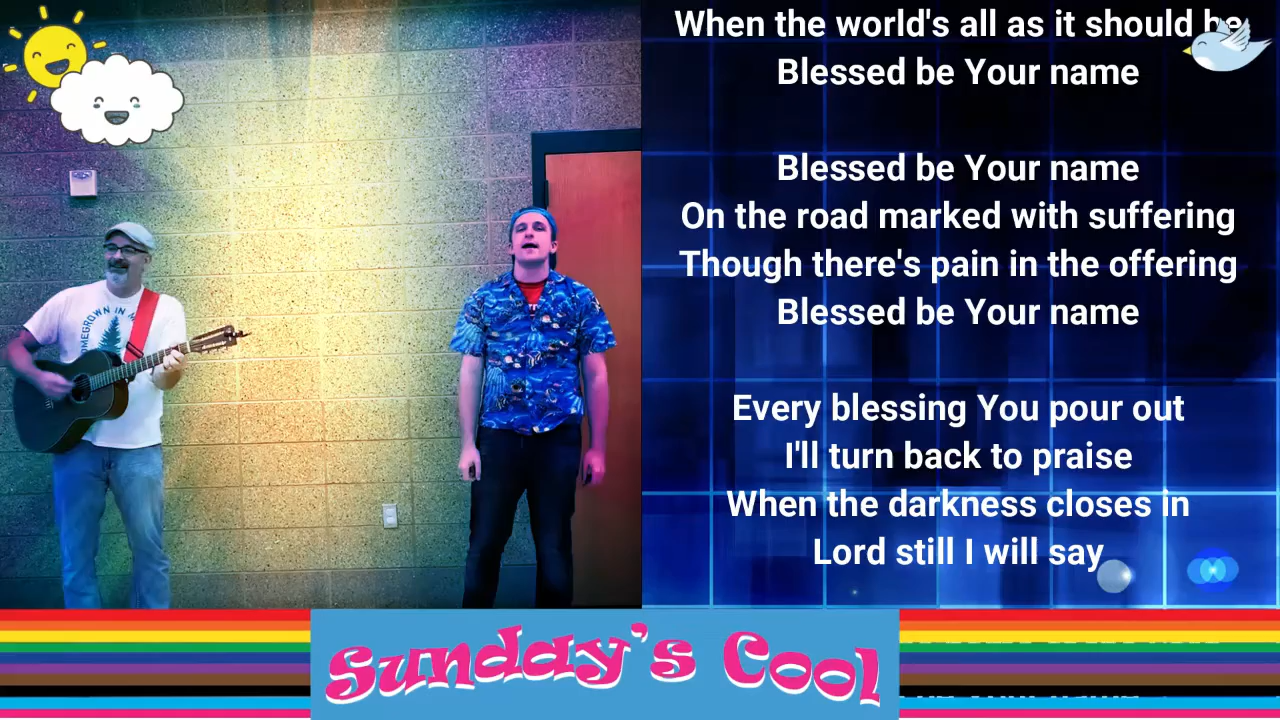 When the world's all as it should be
Blessed be Your name
Blessed be Your name
On the road marked with suffering
Though there's pain in the offering
Blessed be Your name
Every blessing You pour out
I'll turn back to praise
When the darkness closes in
Lord still I will say
Sunday's Cool